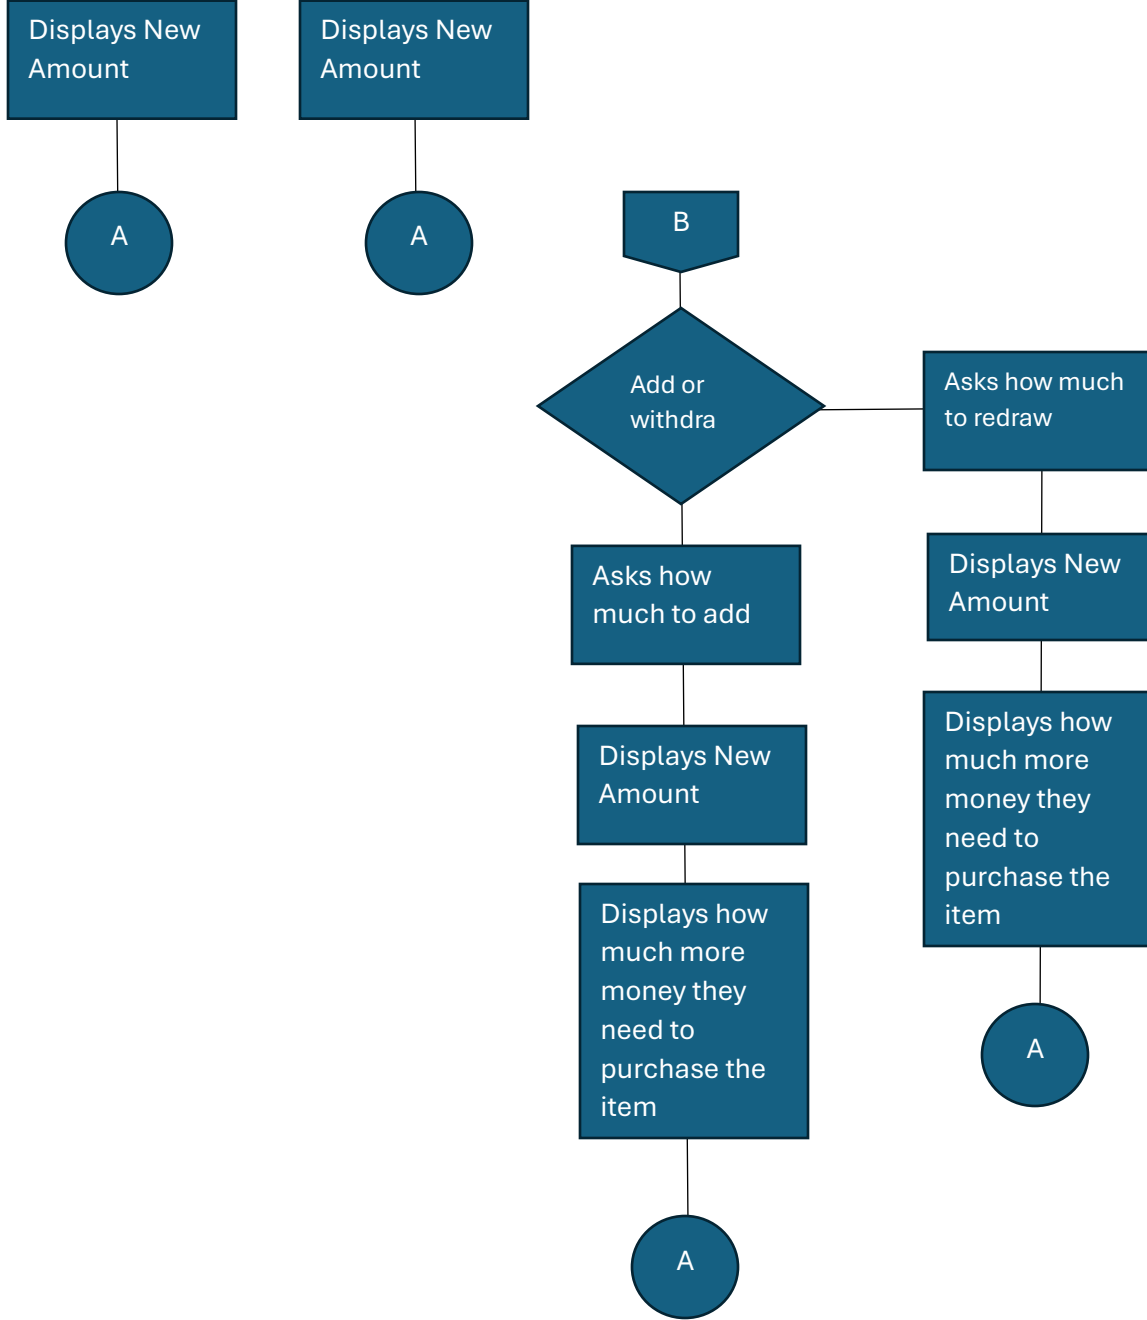 Displays New
Amount
Displays New
Amount
A
A
B
Add or
withdra
Asks how much
to redraw
Asks how
much to add
Displays New
Amount
Displays New
Amount
Displays how
much more
money they
need to
purchase the
item
Displays how
much more
money they
need to
purchase the
item
A
A